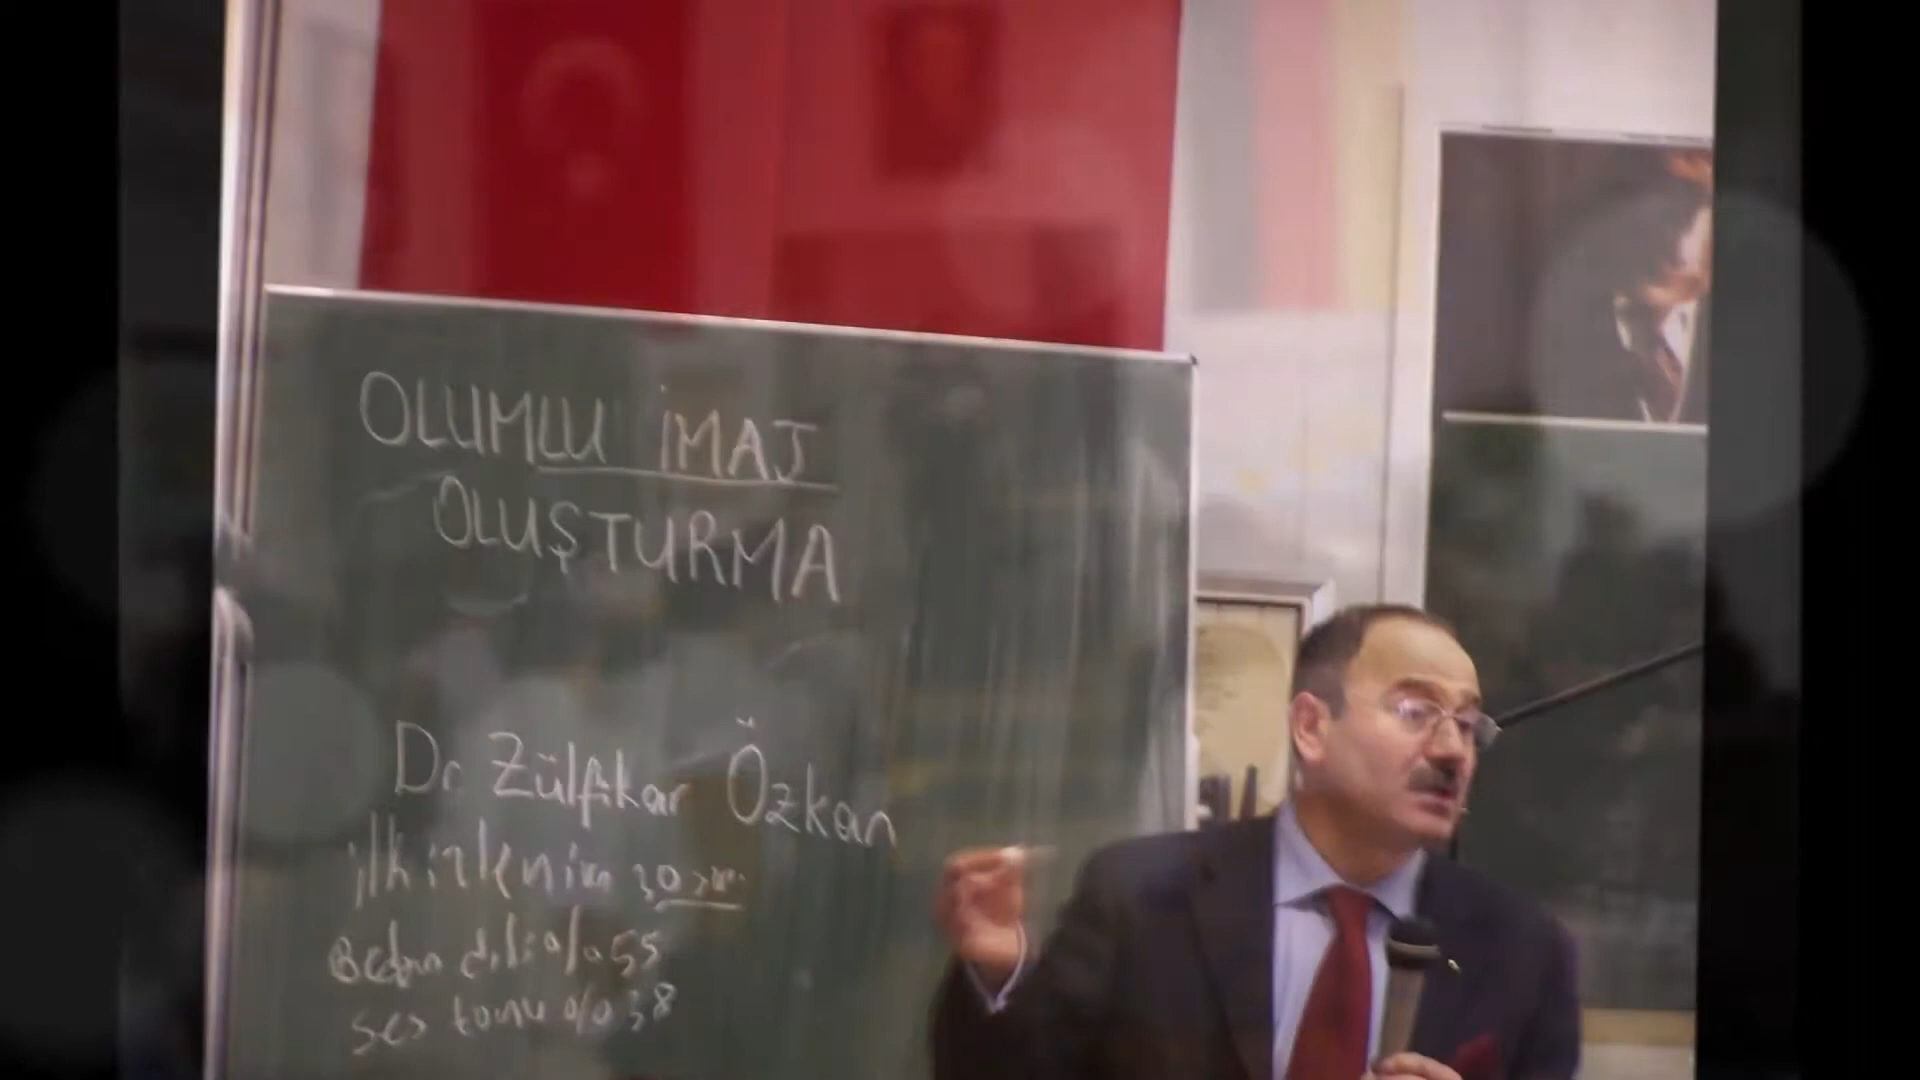 OLUMLU İMAJ
OLUŞTURMA
Dr. Zülfikar Özkan
ilk izlenim 30 sn.
Beden dili %55
Ses tonu %38